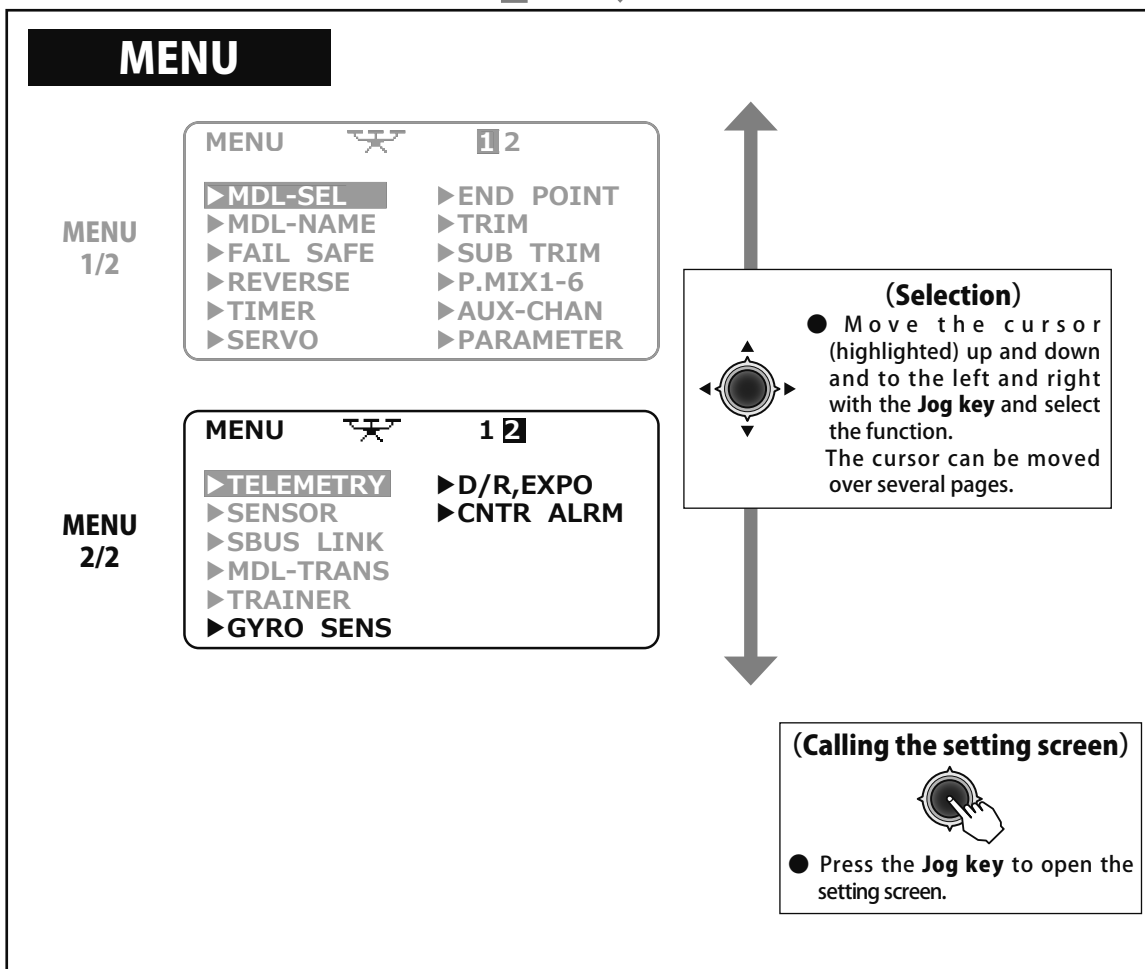 MENU
MENU 1 2
▶MDL-SEL ▶END POINT
▶MDL-NAME ▶TRIM
▶FAIL SAFE ▶SUB TRIM
▶REVERSE ▶P.MIX1-6
▶TIMER ▶AUX-CHAN
▶SERVO ▶PARAMETER
MENU
1/2
(Selection)
● Move the cursor
(highlighted) up and down
and to the left and right
with the Jog key and select
the function.
The cursor can be moved
over several pages.
MENU 1 2
▶TELEMETRY ▶D/R,EXPO
▶SENSOR ▶CNTR ALRM
▶SBUS LINK
▶MDL-TRANS
▶TRAINER
▶GYRO SENS
MENU
2/2
(Calling the setting screen)
● Press the Jog key to open the
setting screen.